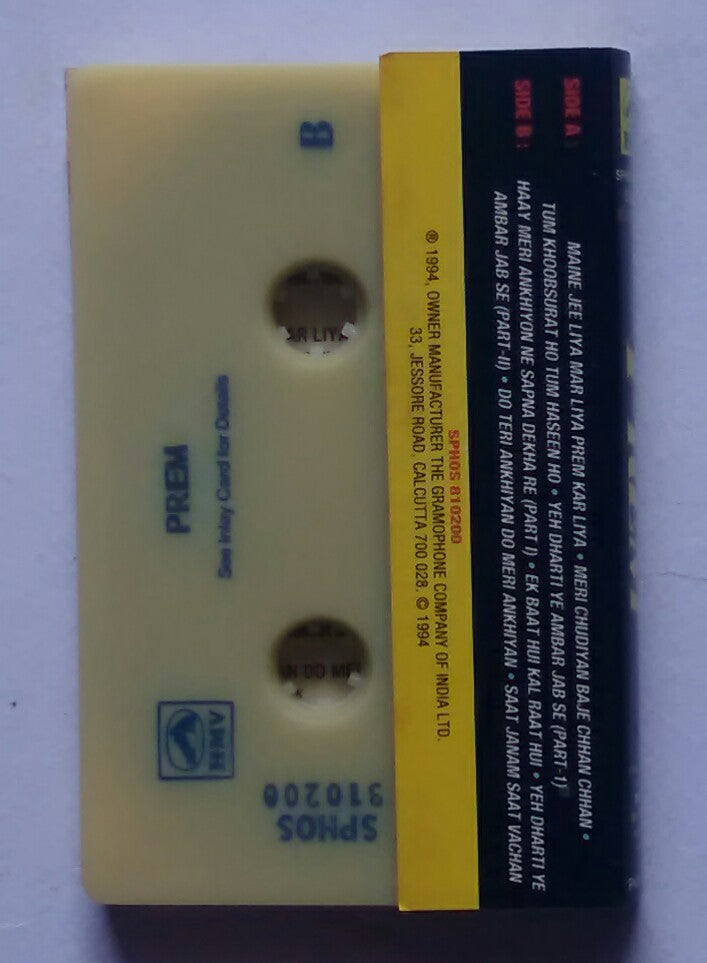 SIDE A : MAINE JEE LIYA MAR LIYA PREM KAR LIYA • MERI CHUDIYAN BAJE CHHAN CHHAN •
TUM KHOOBSURAT HO TUM HASEEN HO • YEH DHARTI YE AMBAR JAB SE (PART-1)
SIDE B : HAAY MERI ANKHIYON NE SAPNA DEKHA RE (PART I) • EK BAAT HUI KAL RAAT HUI • YEH DHARTI YE
AMBAR JAB SE (PART-II) • DO TERI ANKHIYAN DO MERI ANKHIYAN • SAAT JANAM SAAT VACHAN
SPHOS 810200
℗ 1994, OWNER MANUFACTURER THE GRAMOPHONE COMPANY OF INDIA LTD.
33, JESSORE ROAD, CALCUTTA 700 028. © 1994
B
SPHOS
810200
See Inlay Card for Details
PREM
HMV